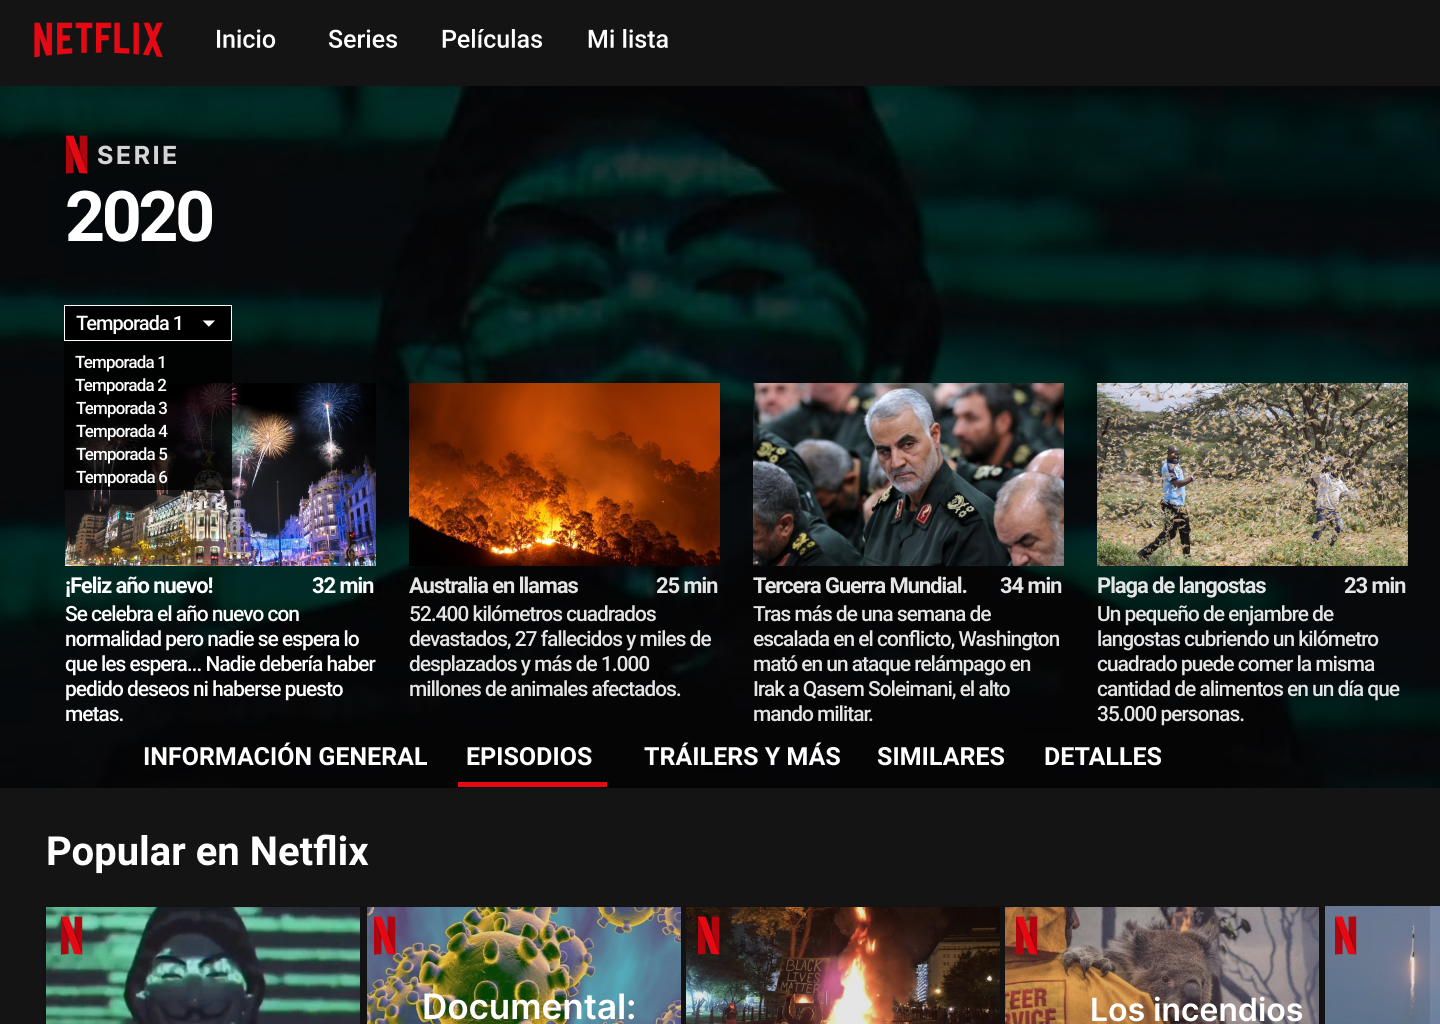 NETFLIX Inicio Series Películas Mi lista
N SERIE
2020
Temporada 1
Temporada 1
Temporada 2
Temporada 3
Temporada 4
Temporada 5
Temporada 6
¡Feliz año nuevo! 32 min
Se celebra el año nuevo con
normalidad pero nadie se espera lo
que les espera... Nadie debería haber
pedido deseos ni haberse puesto
metas.
Australia en llamas 25 min
52.400 kilómetros cuadrados
devastados, 27 fallecidos y miles de
desplazados y más de 1.000
millones de animales afectados.
Tercera Guerra Mundial. 34 min
Tras más de una semana de
escalada en el conflicto, Washington
mató en un ataque relámpago en
Irak a Qasem Soleimani, el alto
mando militar.
Plaga de langostas 23 min
Un pequeño de enjambre de
langostas cubriendo un kilómetro
cuadrado puede comer la misma
cantidad de alimentos en un día que
35.000 personas.
INFORMACIÓN GENERAL EPISODIOS TRÁILERS Y MÁS SIMILARES DETALLES
Popular en Netflix
N
N
Documental:
N
BLACK
LIVES
MATTER
N
Los incendios
N